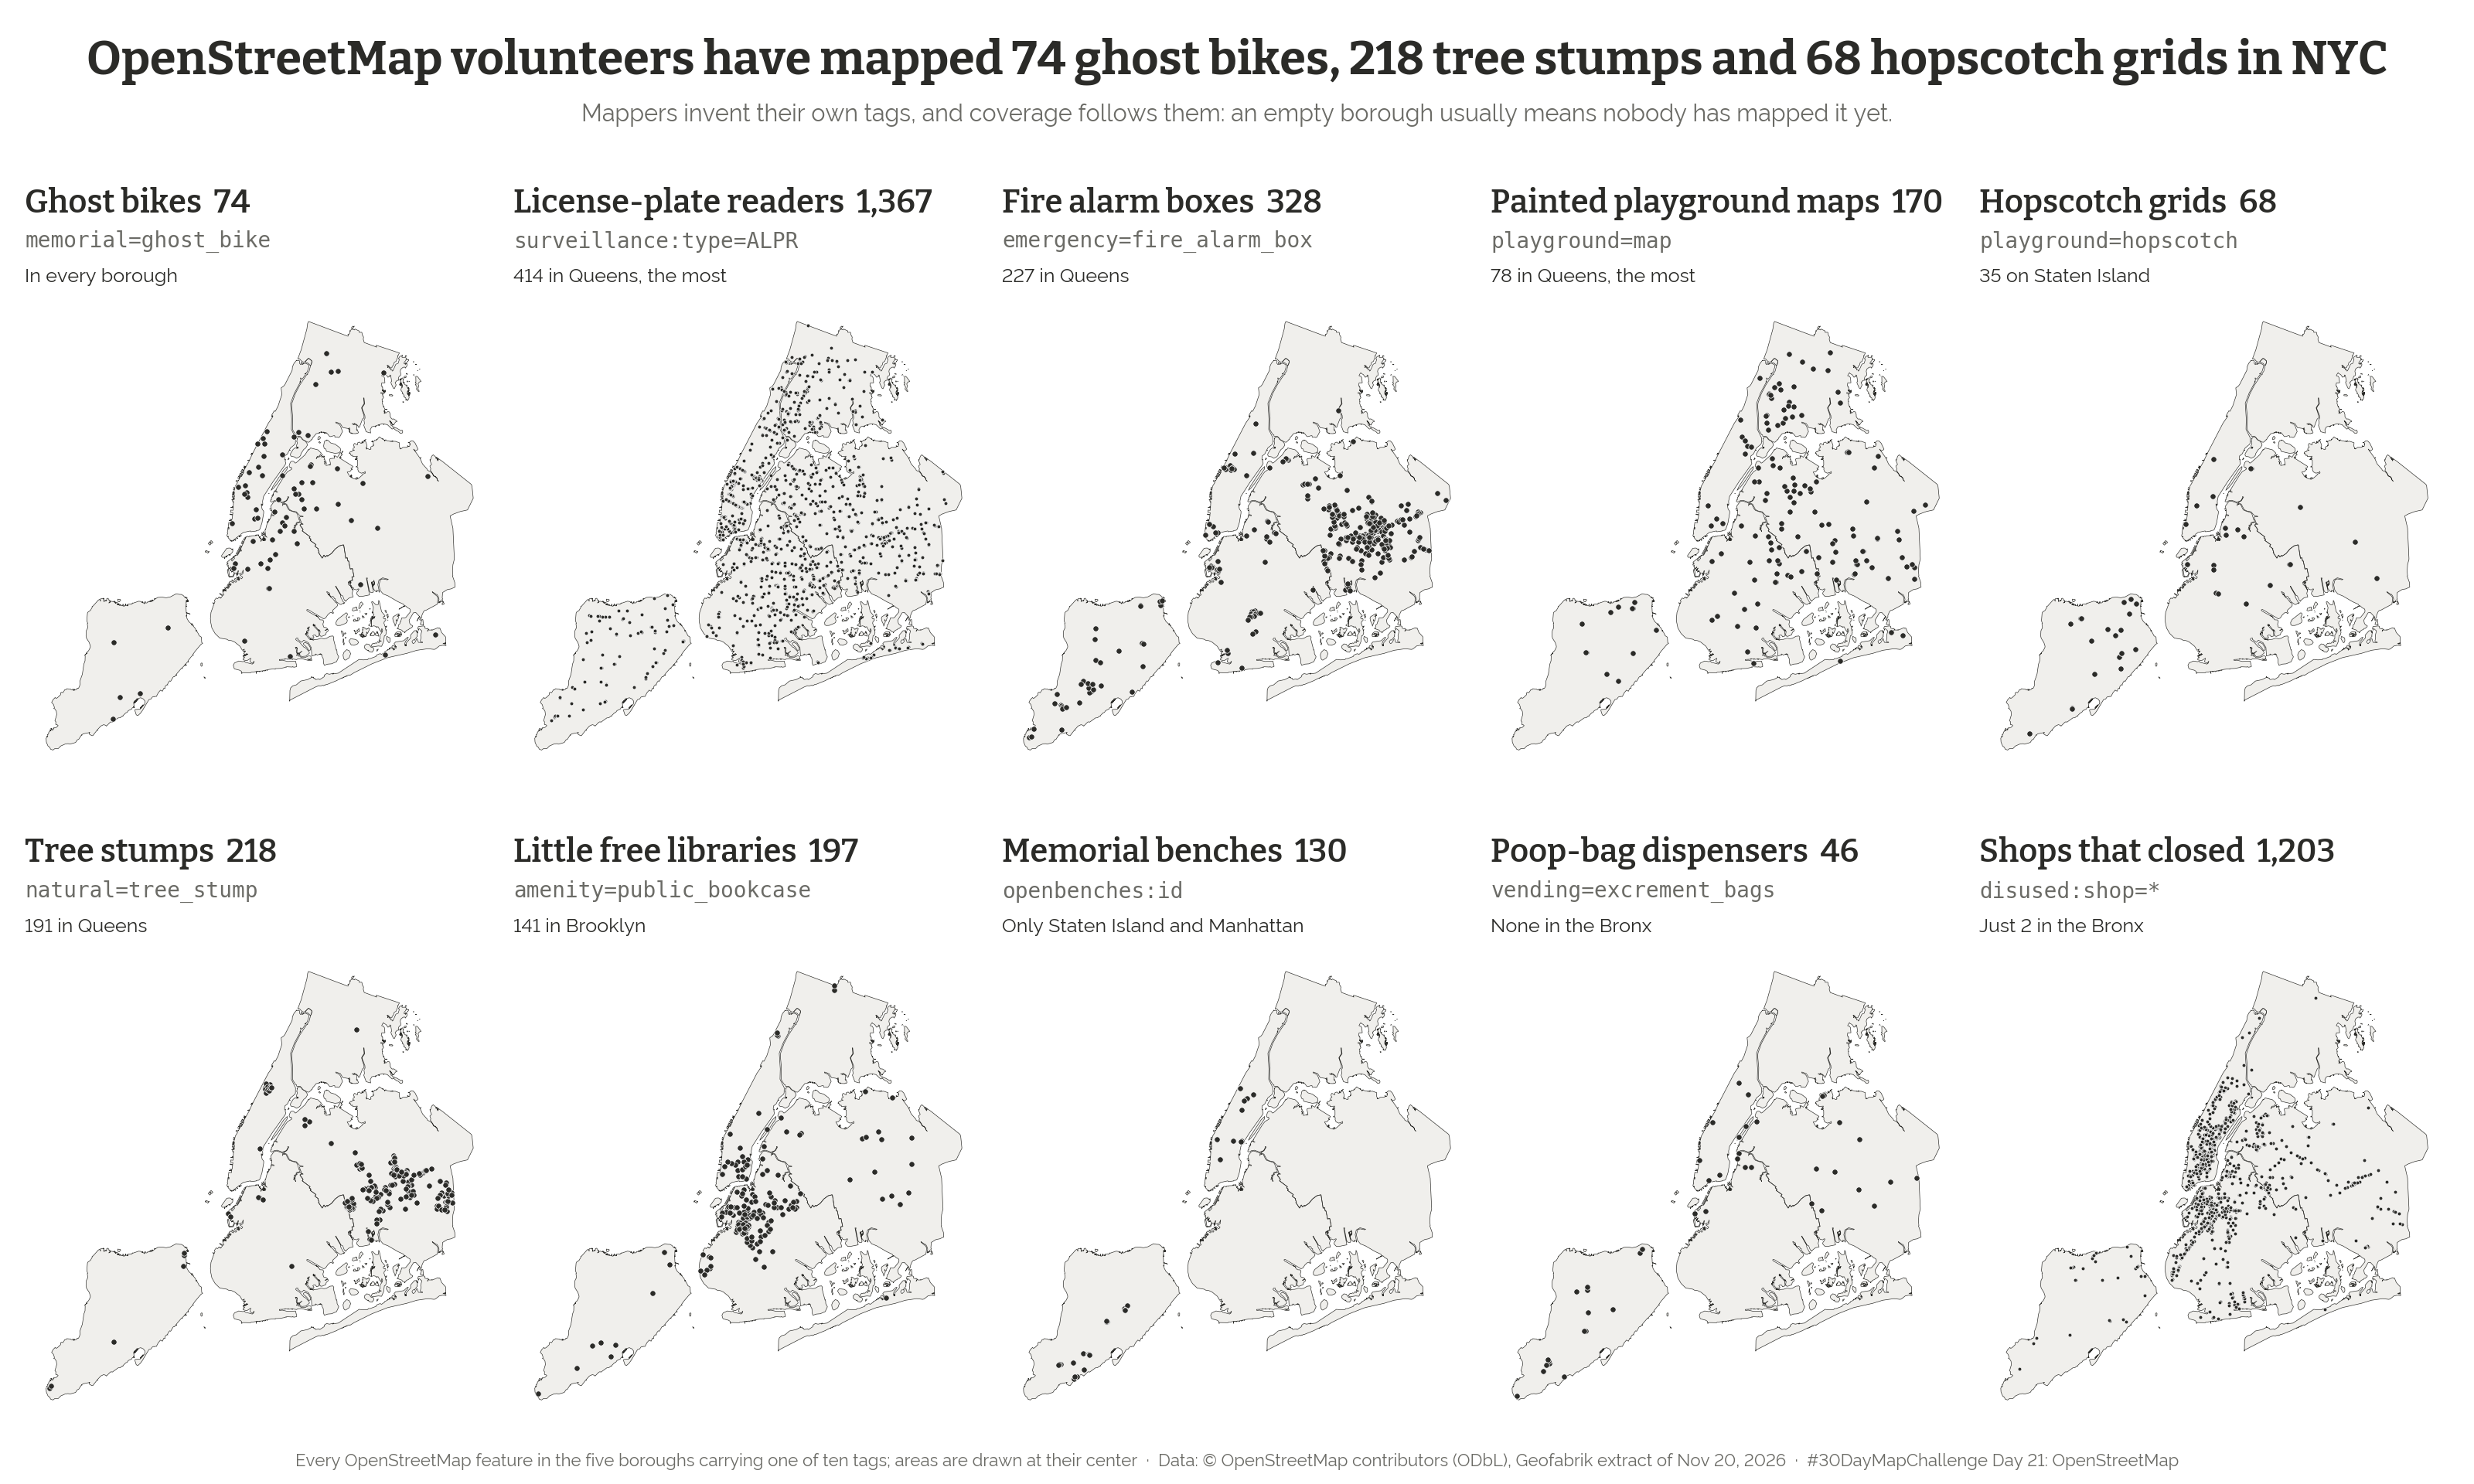 OpenStreetMap volunteers have mapped 74 ghost bikes, 218 tree stumps and 68 hopscotch grids in NYC
Mappers invent their own tags, and coverage follows them: an empty borough usually means nobody has mapped it yet.
Ghost bikes 74
memorial=ghost_bike
In every borough
License-plate readers 1,367
surveillance:type=ALPR
414 in Queens, the most
Fire alarm boxes 328
emergency=fire_alarm_box
227 in Queens
Painted playground maps 170
playground=map
78 in Queens, the most
Hopscotch grids 68
playground=hopscotch
35 on Staten Island
Tree stumps 218
natural=tree_stump
191 in Queens
Little free libraries 197
amenity=public_bookcase
141 in Brooklyn
Memorial benches 130
openbenches:id
Only Staten Island and Manhattan
Poop-bag dispensers 46
vending=excrement_bags
None in the Bronx
Shops that closed 1,203
disused:shop=*
Just 2 in the Bronx
Every OpenStreetMap feature in the five boroughs carrying one of ten tags; areas are drawn at their center · Data: © OpenStreetMap contributors (ODbL), Geofabrik extract of Nov 20, 2026 · #30DayMapChallenge Day 21: OpenStreetMap